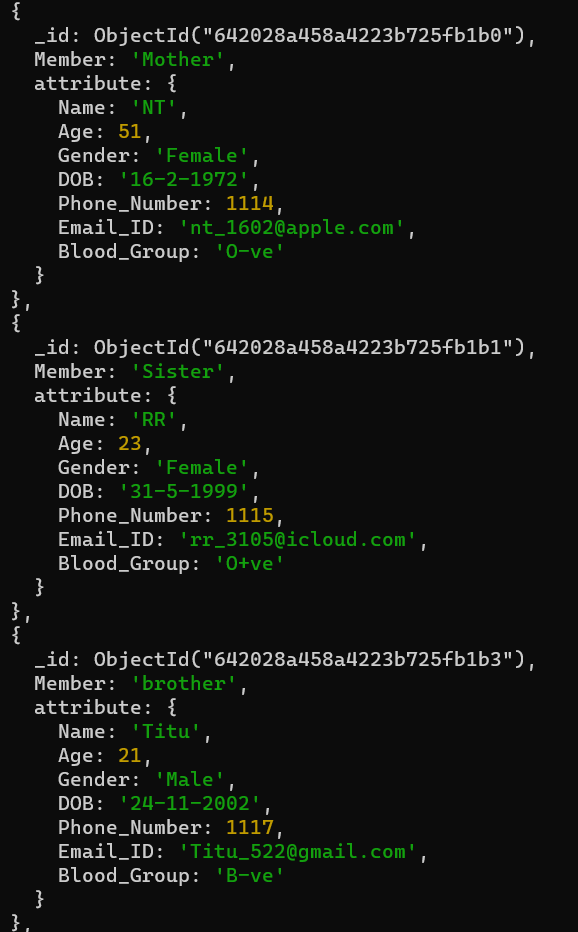 {
  _id: ObjectId("642028a458a4223b725fb1b0"),
  Member: 'Mother',
  attribute: {
    Name: 'NT',
    Age: 51,
    Gender: 'Female',
    DOB: '16-2-1972',
    Phone_Number: 1114,
    Email_ID: 'nt_1602@apple.com',
    Blood_Group: 'O-ve'
  }
},
{
  _id: ObjectId("642028a458a4223b725fb1b1"),
  Member: 'Sister',
  attribute: {
    Name: 'RR',
    Age: 23,
    Gender: 'Female',
    DOB: '31-5-1999',
    Phone_Number: 1115,
    Email_ID: 'rr_3105@icloud.com',
    Blood_Group: 'O+ve'
  }
},
{
  _id: ObjectId("642028a458a4223b725fb1b3"),
  Member: 'brother',
  attribute: {
    Name: 'Titu',
    Age: 21,
    Gender: 'Male',
    DOB: '24-11-2002',
    Phone_Number: 1117,
    Email_ID: 'Titu_522@gmail.com',
    Blood_Group: 'B-ve'
  }
},